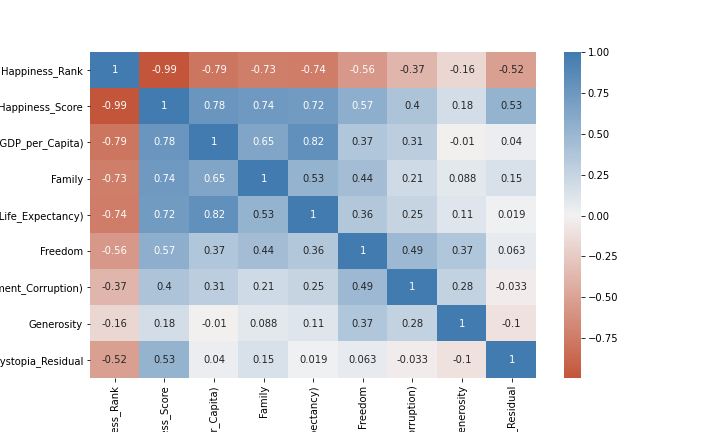 Happiness_Rank 1 -0.99 -0.79 -0.73 -0.74 -0.56 -0.37 -0.16 -0.52
Happiness_Score -0.99 1 0.78 0.74 0.72 0.57 0.4 0.18 0.53
GDP_per_Capita) -0.79 0.78 1 0.65 0.82 0.37 0.31 -0.01 0.04
Family -0.73 0.74 0.65 1 0.53 0.44 0.21 0.088 0.15
Life_Expectancy) -0.74 0.72 0.82 0.53 1 0.36 0.25 0.11 0.019
Freedom -0.56 0.57 0.37 0.44 0.36 1 0.49 0.37 0.063
ment_Corruption) -0.37 0.4 0.31 0.21 0.25 0.49 1 0.28 -0.033
Generosity -0.16 0.18 -0.01 0.088 0.11 0.37 0.28 1 -0.1
ystopia_Residual -0.52 0.53 0.04 0.15 0.019 0.063 -0.033 -0.1 1
ess_Rank
ess_Score
r_Capita)
Family
pectancy)
Freedom
orruption)
enerosity
_Residual
1.00
0.75
0.50
0.25
0.00
−0.25
−0.50
−0.75